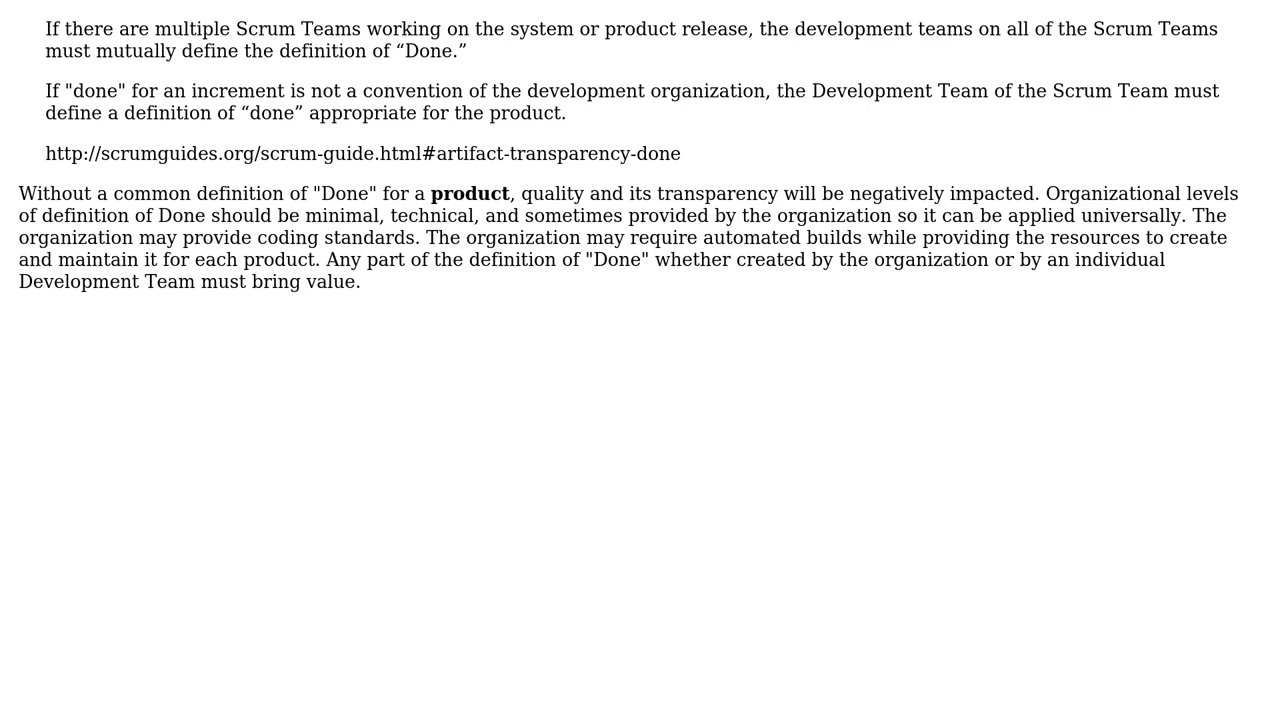 If there are multiple Scrum Teams working on the system or product release, the development teams on all of the Scrum Teams
must mutually define the definition of “Done.”
If "done" for an increment is not a convention of the development organization, the Development Team of the Scrum Team must
define a definition of “done” appropriate for the product.
http://scrumguides.org/scrum-guide.html#artifact-transparency-done
Without a common definition of "Done" for a product, quality and its transparency will be negatively impacted. Organizational levels
of definition of Done should be minimal, technical, and sometimes provided by the organization so it can be applied universally. The
organization may provide coding standards. The organization may require automated builds while providing the resources to create
and maintain it for each product. Any part of the definition of "Done" whether created by the organization or by an individual
Development Team must bring value.